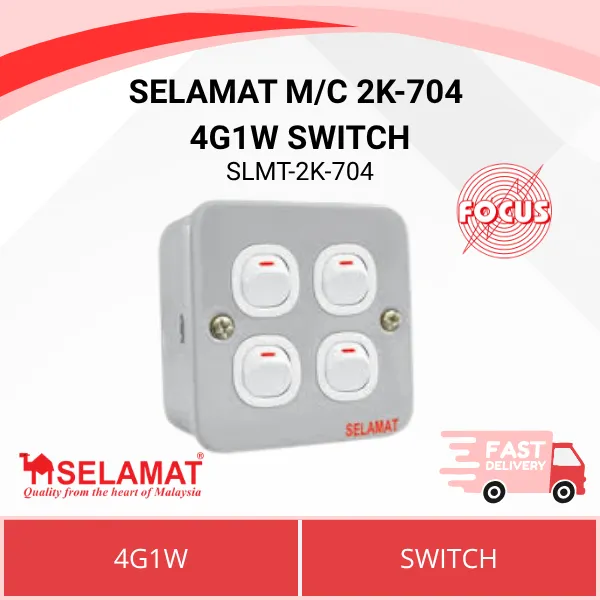 SELAMAT M/C 2K-704
4G1W SWITCH
SLMT-2K-704
FOCUS
SELAMAT
SELAMAT®
Quality from the heart of Malaysia
FAST
DELIVERY
4G1W
SWITCH